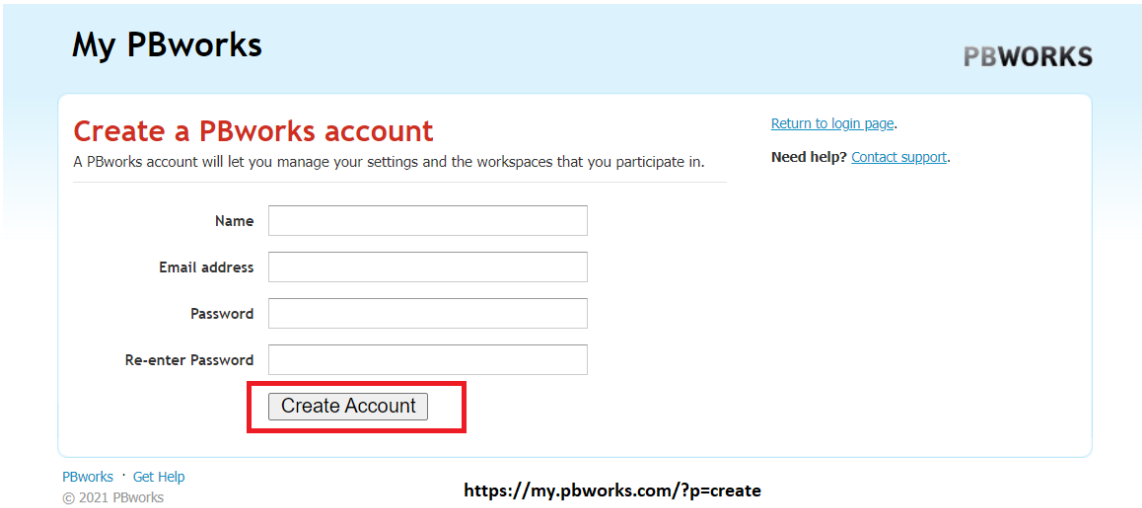 My PBworks
PBWORKS
Create a PBworks account
A PBworks account will let you manage your settings and the workspaces that you participate in.
Return to login page.
Need help? Contact support.
Name
Email address
Password
Re-enter Password
Create Account
PBworks · Get Help
© 2021 PBworks
https://my.pbworks.com/?p=create